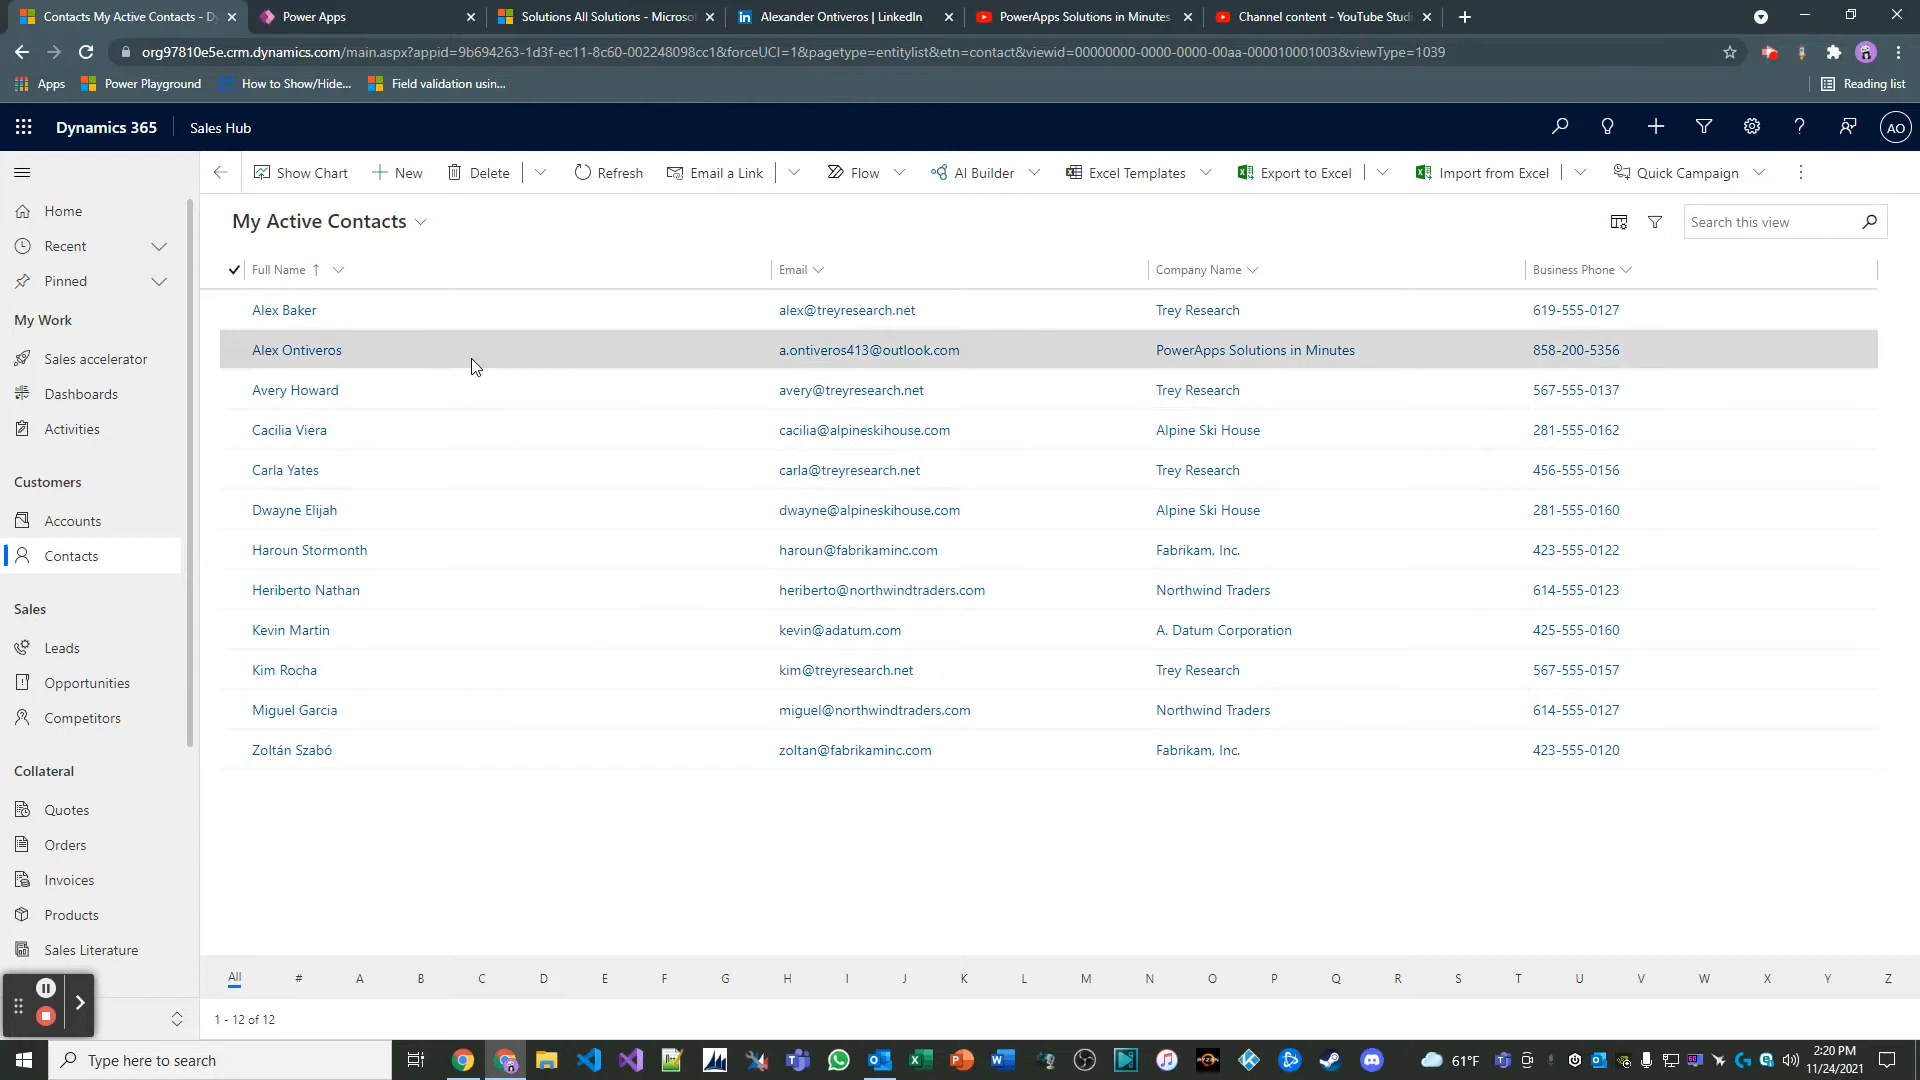 Contacts My Active Contacts - Dy
Power Apps
Solutions All Solutions - Microso
Alexander Ontiveros | LinkedIn
PowerApps Solutions in Minutes
Channel content - YouTube Studi
org97810e5e.crm.dynamics.com/main.aspx?appid=9b694263-1d3f-ec11-8c60-002248098cc1&forceUCI=1&pagetype=entitylist&etn=contact&viewid=00000000-0000-0000-00aa-000010001003&viewType=1039
Apps
Power Playground
How to Show/Hide...
Field validation usin...
Reading list
Dynamics 365
Sales Hub
AO
Show Chart
New
Delete
Refresh
Email a Link
Flow
AI Builder
Excel Templates
Export to Excel
Import from Excel
Quick Campaign
Home
Recent
Pinned
My Work
Sales accelerator
Dashboards
Activities
Customers
Accounts
Contacts
Sales
Leads
Opportunities
Competitors
Collateral
Quotes
Orders
Invoices
Products
Sales Literature
My Active Contacts
Search this view
Full Name Email Company Name Business Phone
Alex Baker alex@treyresearch.net Trey Research 619-555-0127
Alex Ontiveros a.ontiveros413@outlook.com PowerApps Solutions in Minutes 858-200-5356
Avery Howard avery@treyresearch.net Trey Research 567-555-0137
Cacilia Viera cacilia@alpineskihouse.com Alpine Ski House 281-555-0162
Carla Yates carla@treyresearch.net Trey Research 456-555-0156
Dwayne Elijah dwayne@alpineskihouse.com Alpine Ski House 281-555-0160
Haroun Stormonth haroun@fabrikaminc.com Fabrikam, Inc. 423-555-0122
Heriberto Nathan heriberto@northwindtraders.com Northwind Traders 614-555-0123
Kevin Martin kevin@adatum.com A. Datum Corporation 425-555-0160
Kim Rocha kim@treyresearch.net Trey Research 567-555-0157
Miguel Garcia miguel@northwindtraders.com Northwind Traders 614-555-0127
Zoltán Szabó zoltan@fabrikaminc.com Fabrikam, Inc. 423-555-0120
All # A B C D E F G H I J K L M N O P Q R S T U V W X Y Z
1 - 12 of 12
Type here to search
61°F
2:20 PM
11/24/2021